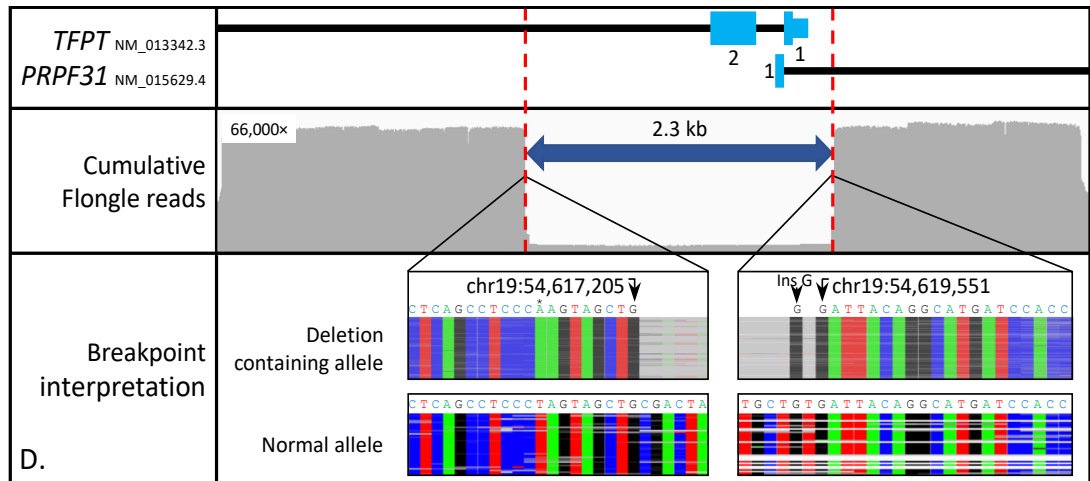 TFPT NM_013342.3
2
1
PRPF31 NM_015629.4
1
66,000×
2.3 kb
Cumulative
Flongle reads
chr19:54,617,205
Ins G
chr19:54,619,551
*
CTCAGCCTCCCAAGTAGCTG
G GATTACAGGCATGATCCACC
Deletion
containing allele
Breakpoint
interpretation
CTCAGCCTCCCTAGTAGCTGCGACTA
TGCTGTGATTACAGGCATGATCCACC
Normal allele
D.